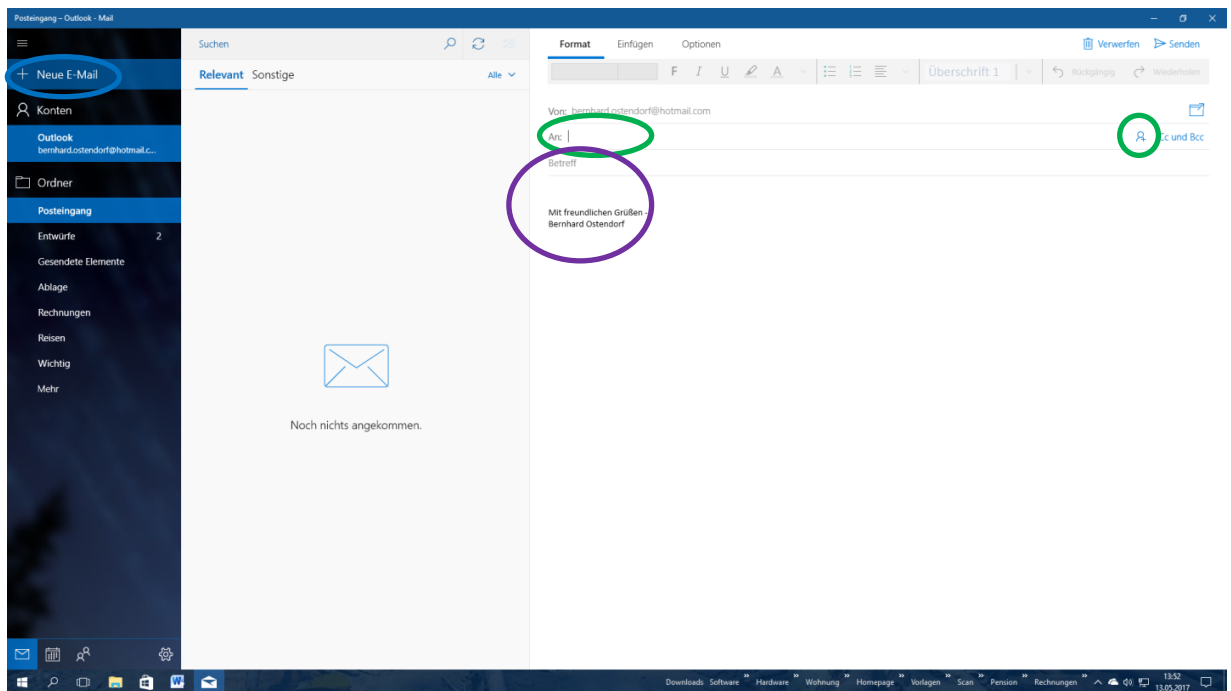 Posteingang – Outlook - Mail
Neue E-Mail
Konten
Outlook
bernhard.ostendorf@hotmail.c...
Ordner
Posteingang
Entwürfe 2
Gesendete Elemente
Ablage
Rechnungen
Reisen
Wichtig
Mehr
Suchen
Relevant Sonstige Alle
Noch nichts angekommen.
Format Einfügen Optionen Verwerfen Senden
F I U A Überschrift 1 Rückgängig Wiederholen
Von: bernhard.ostendorf@hotmail.com
An: Cc und Bcc
Betreff
Mit freundlichen Grüßen -
Bernhard Ostendorf
Downloads Software » Hardware » Wohnung » Homepage » Vorlagen » Scan » Pension » Rechnungen »
13:52
13.05.2017